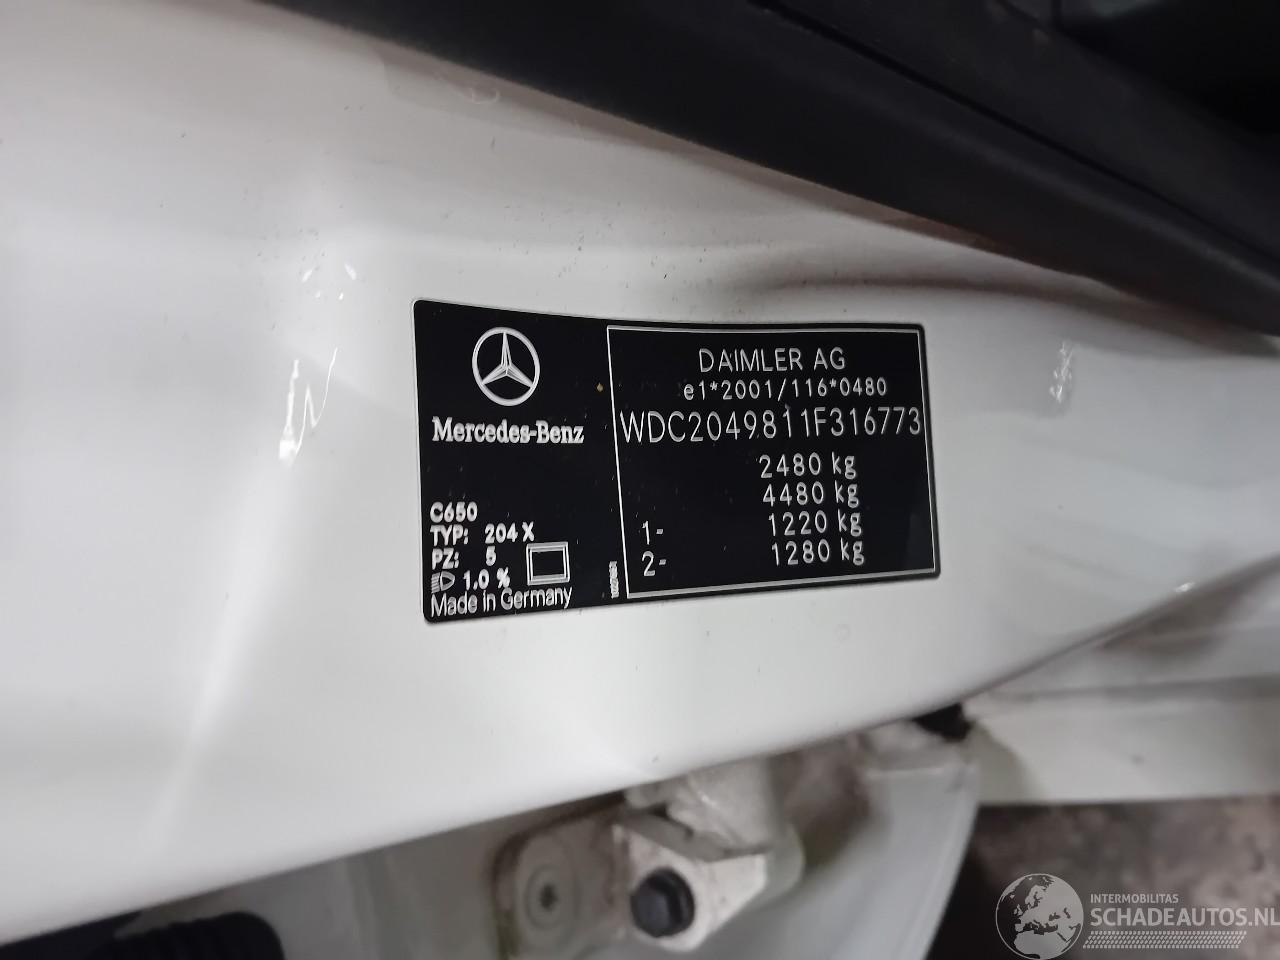 Mercedes-Benz
C650
TYP: 204 X
PZ: 5
1.0 %
Made in Germany
DAIMLER AG
e1*2001/116*0480
WDC2049811F316773
2480 kg
4480 kg
1- 1220 kg
2- 1280 kg
INTERMOBILITAS
SCHADEAUTOS.NL